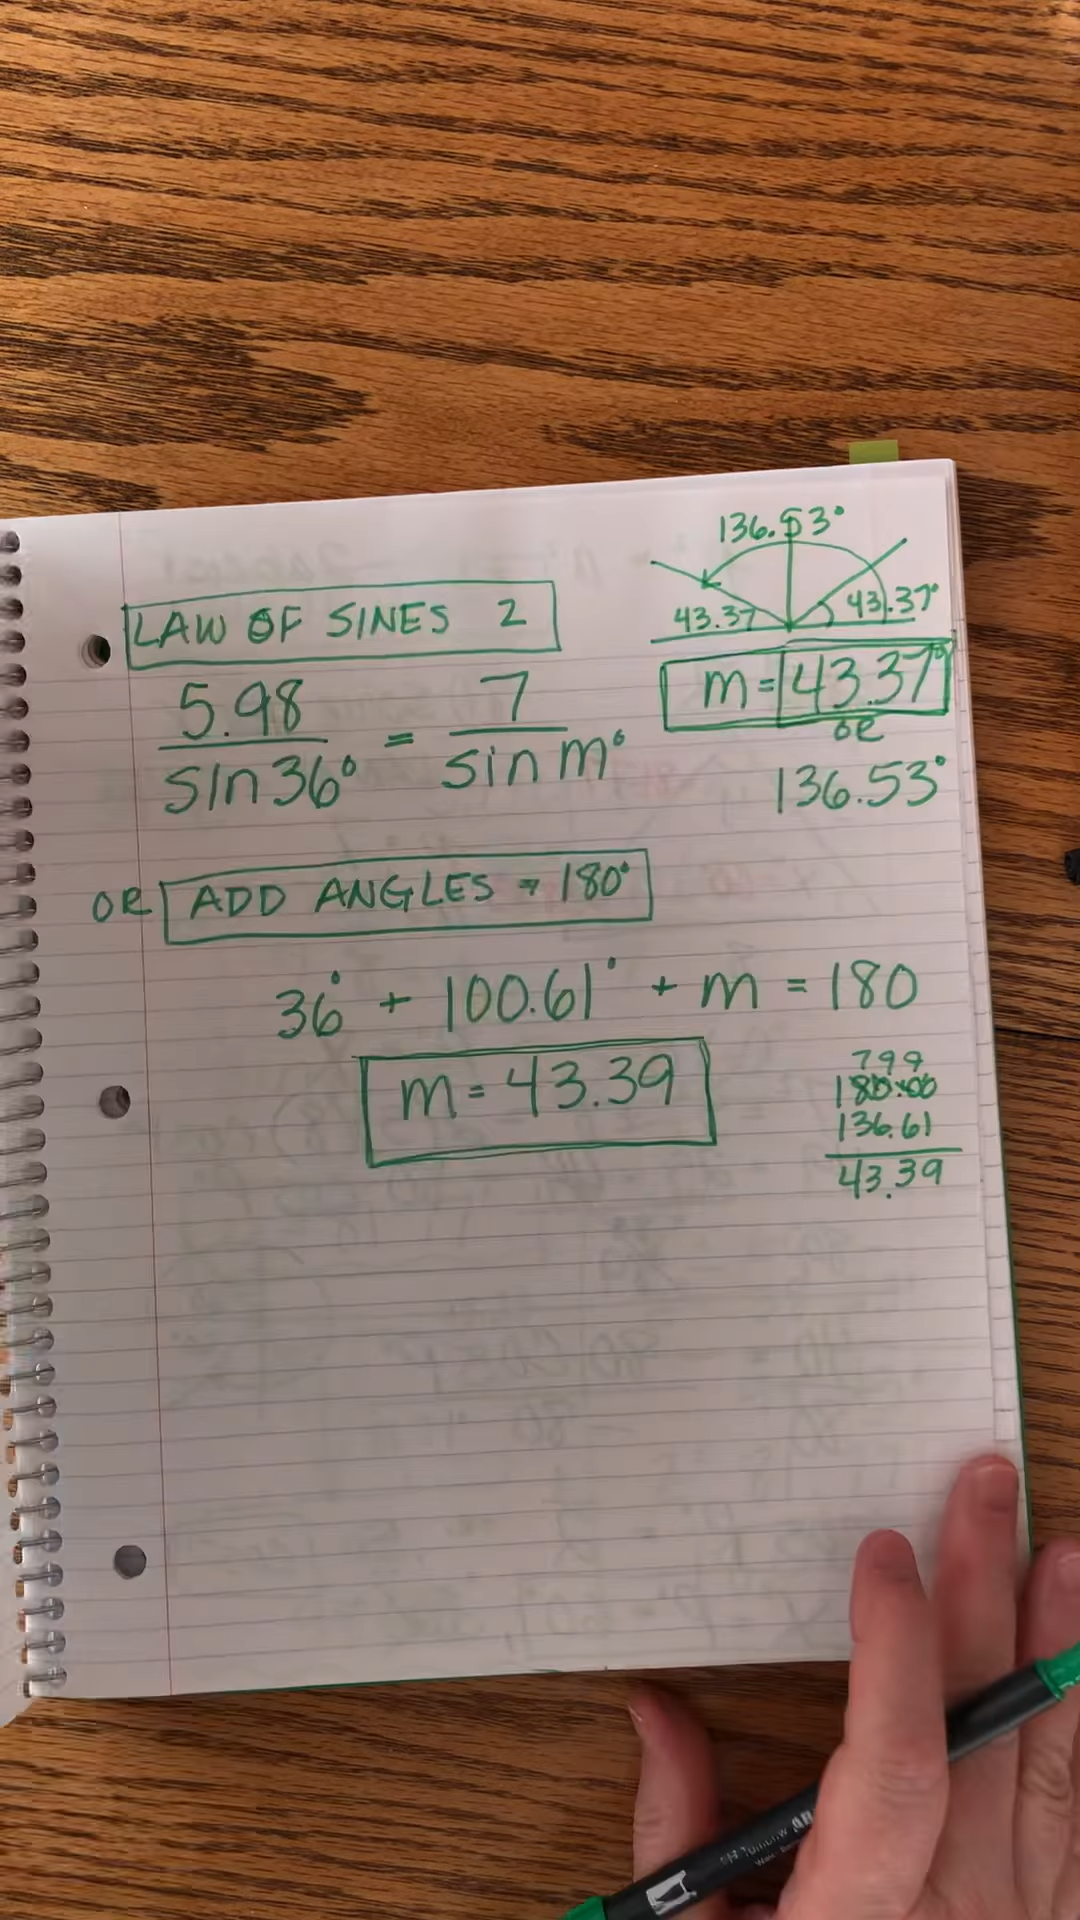 136.53°
43.37 43.37°
LAW OF SINES 2
5.98 / sin 36° = 7 / sin m°
m = 43.37°
OR
136.53°
OR ADD ANGLES → 180°
36° + 100.61° + m = 180
m = 43.39
799
180.00
136.61
43.39